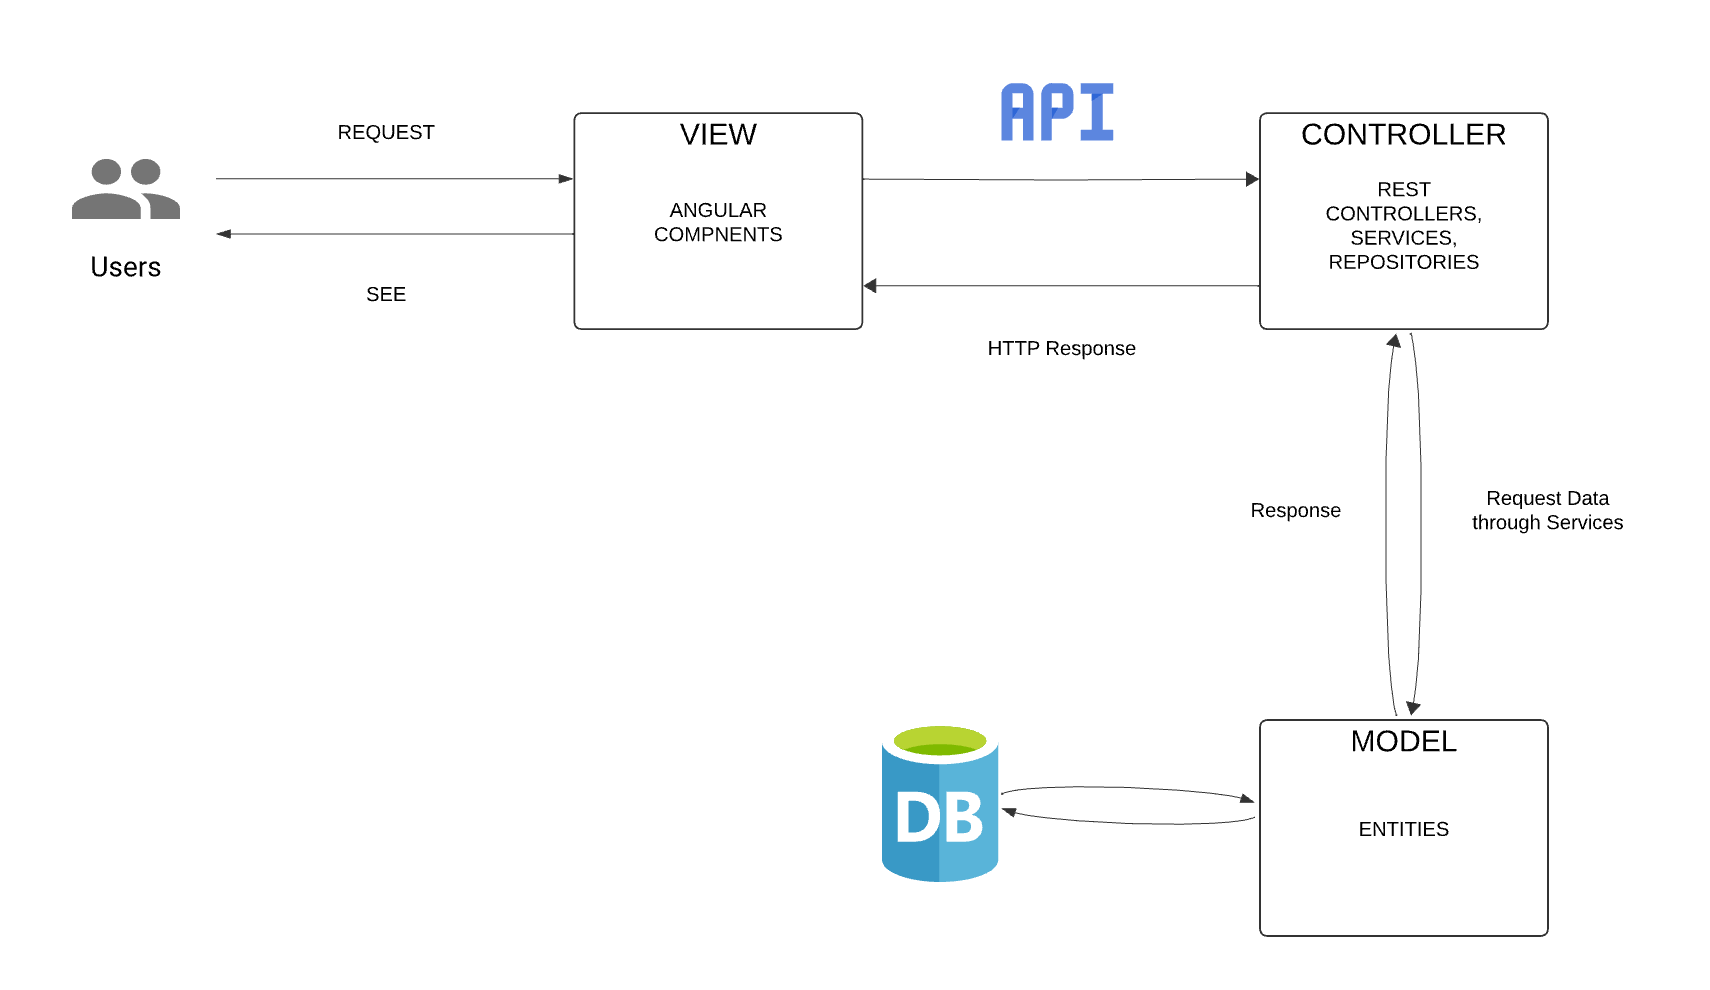 REQUEST
Users
SEE
VIEW
ANGULAR
COMPNENTS
API
HTTP Response
CONTROLLER
REST
CONTROLLERS,
SERVICES,
REPOSITORIES
Response
Request Data
through Services
DB
MODEL
ENTITIES